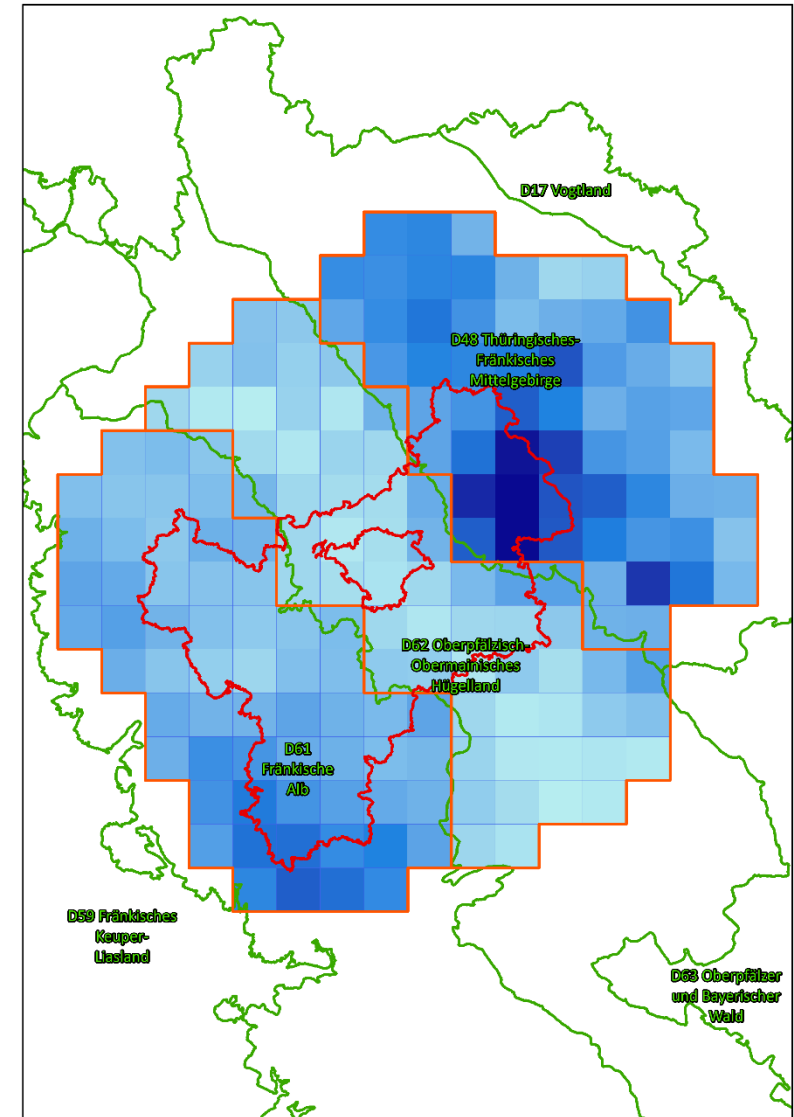 D17 Vogtland
D48 Thüringisches-
Fränkisches
Mittelgebirge
D62 Oberpfälzisch-
Obermainisches
Hügelland
D61
Fränkische
Alb
D59 Fränkisches
Keuper-
Liasland
D63 Oberpfälzer
und Bayerischer
Wald